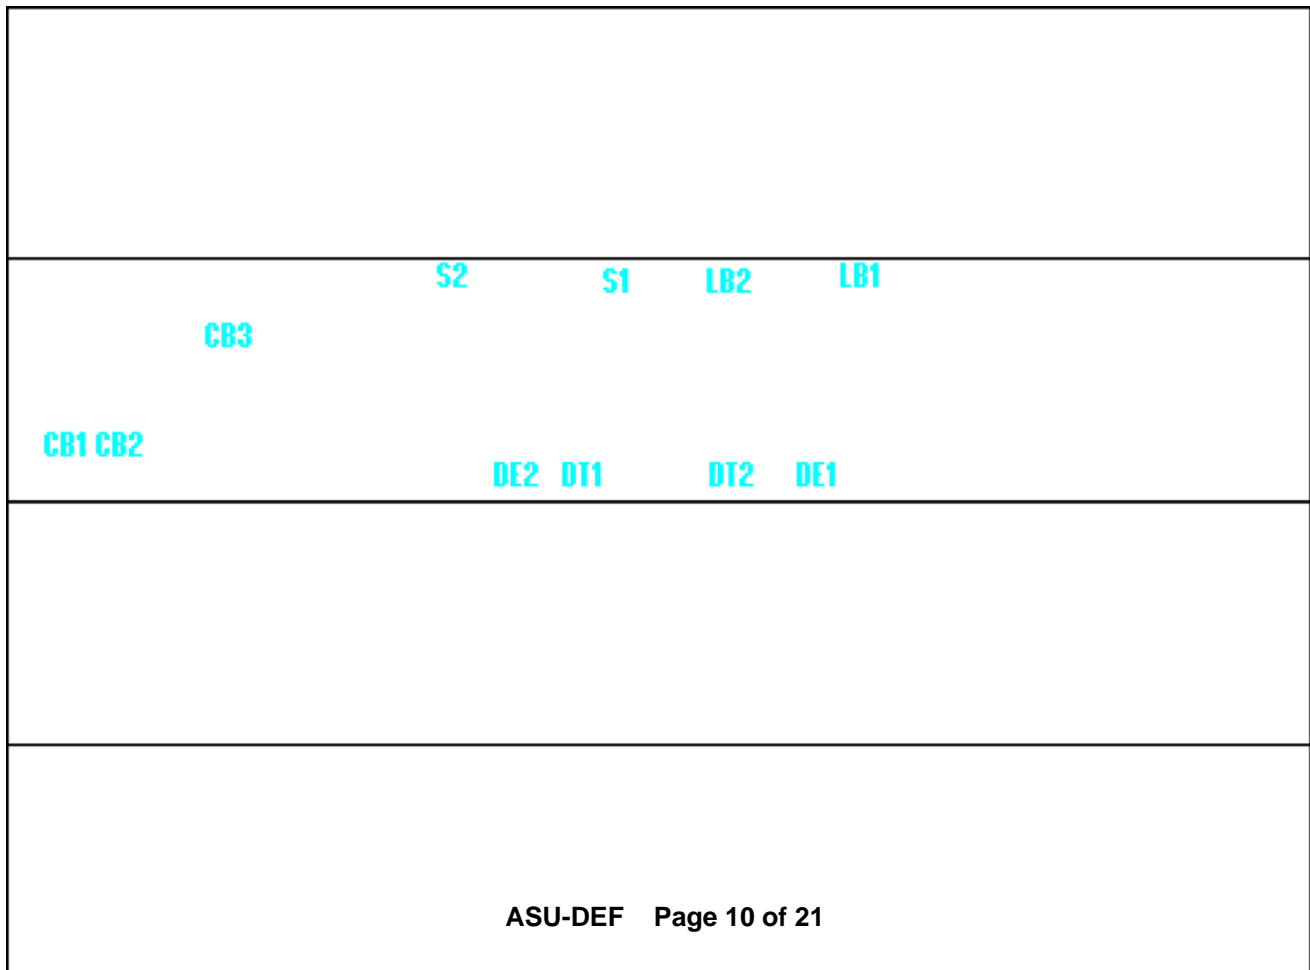 S2 S1 LB2 LB1
CB3
CB1 CB2
DE2 DT1 DT2 DE1
ASU-DEF Page 10 of 21